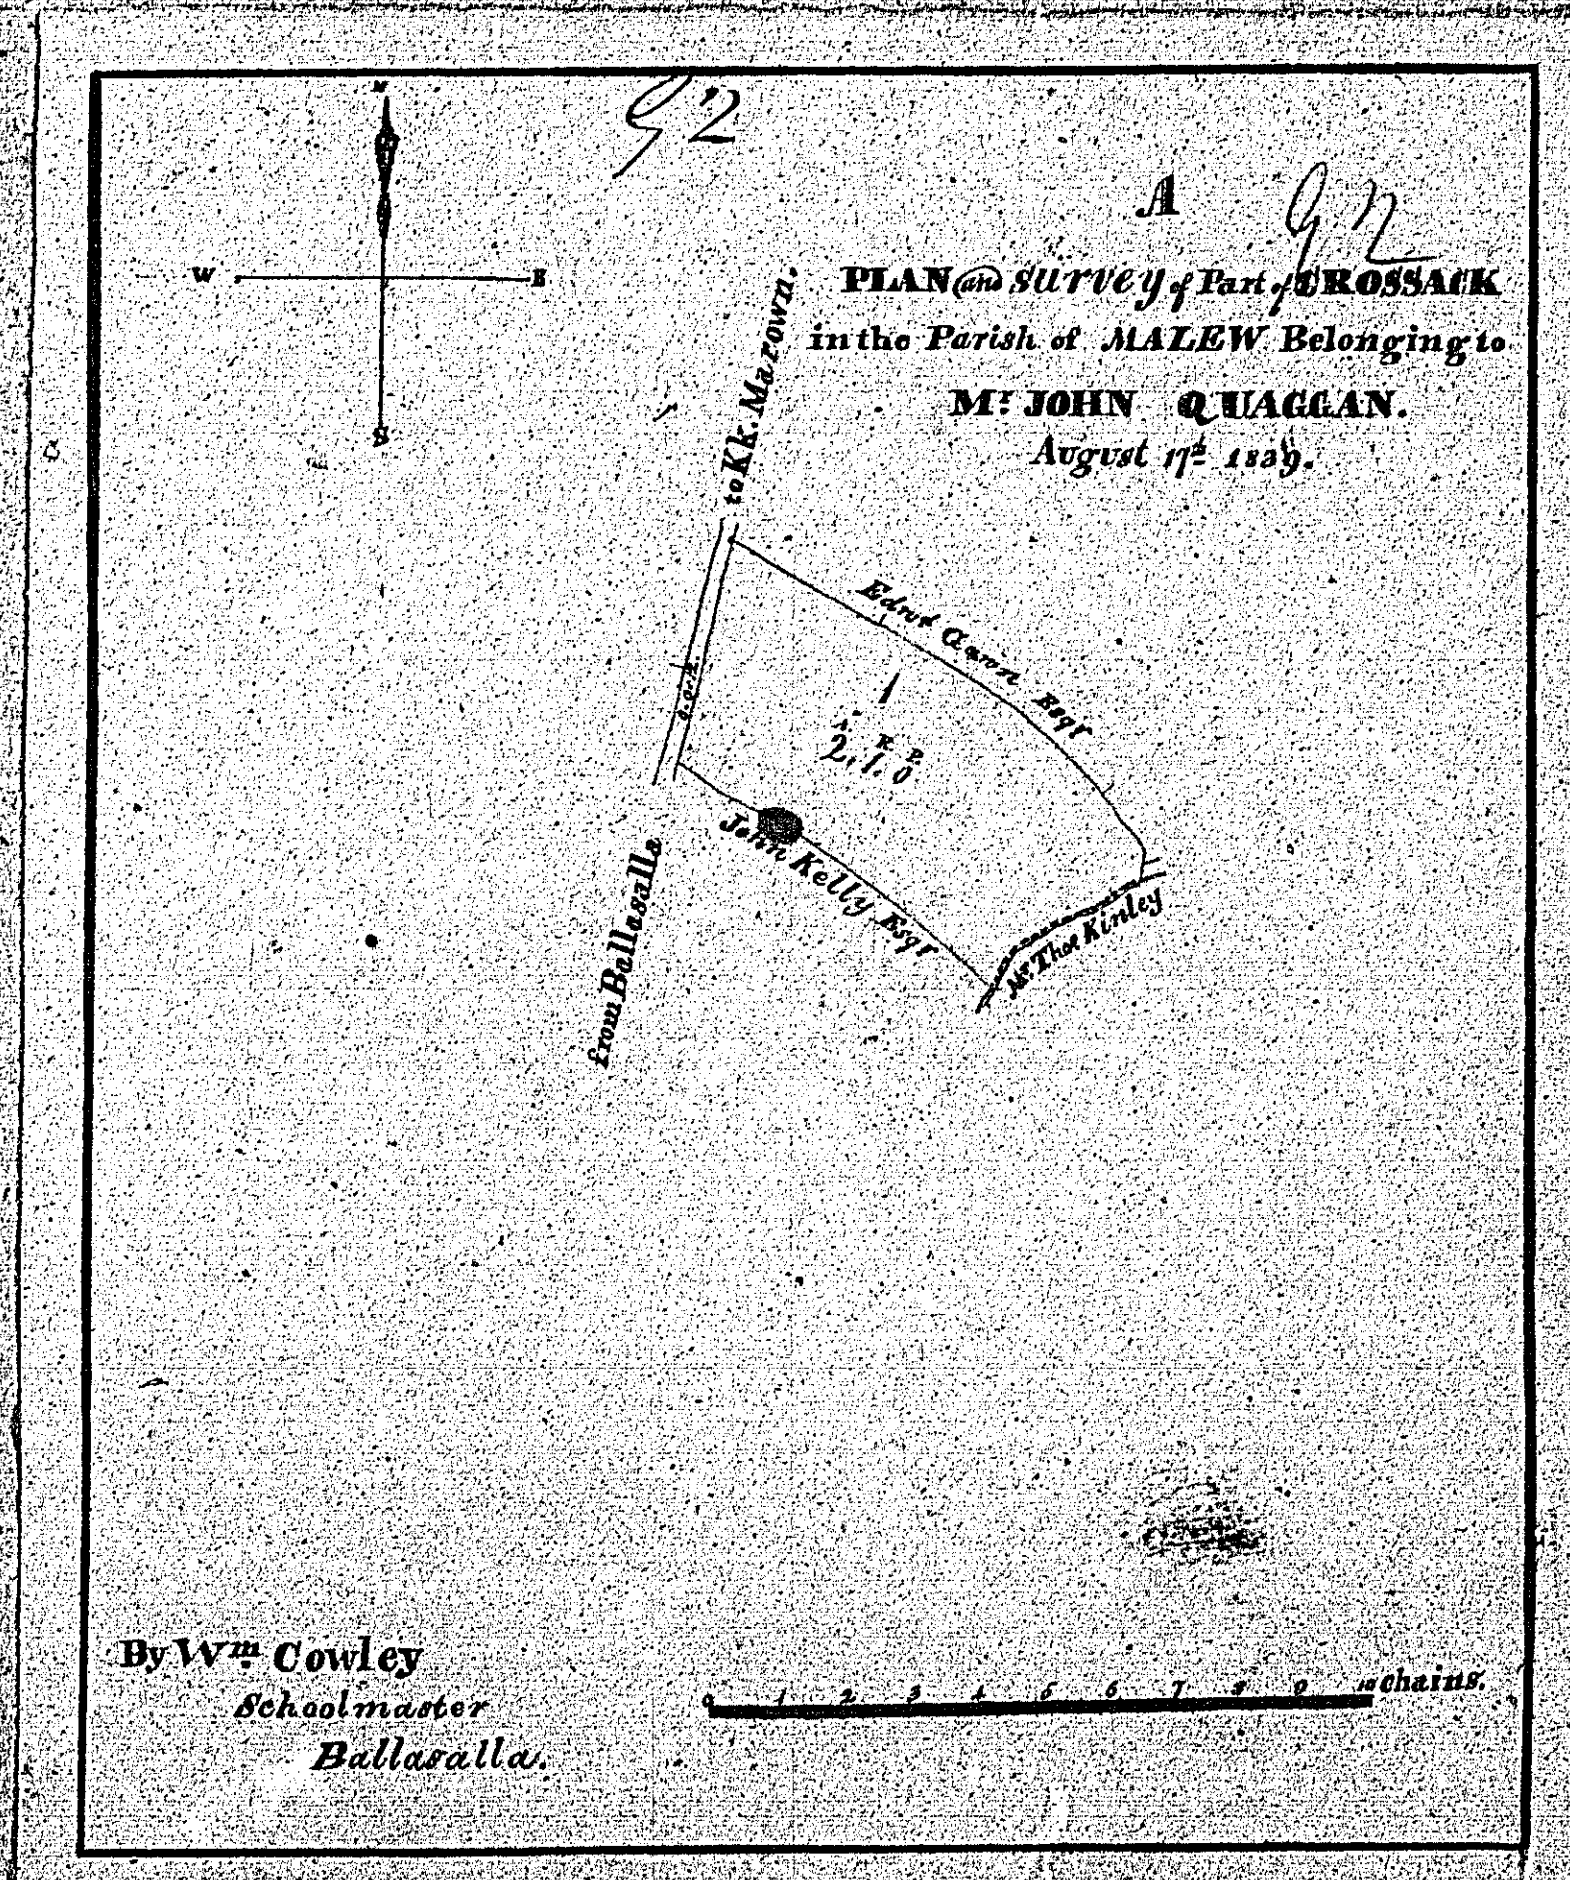 92
A
92
PLAN and survey of Part of CROSSACK
in the Parish of MALEW Belonging to
Mr. JOHN QUAGGAN.
August 17th 1839.
N
W
E
S
to Kk. Marown.
Edwd Gawn Esqr
1
A. R. P.
2. 1. 0
John Kelly Esqr
Mr. Thos Kinley
from Ballasalla
By Wm. Cowley
Schoolmaster
Ballasalla.
0 1 2 3 4 5 6 7 8 9 10 chains.